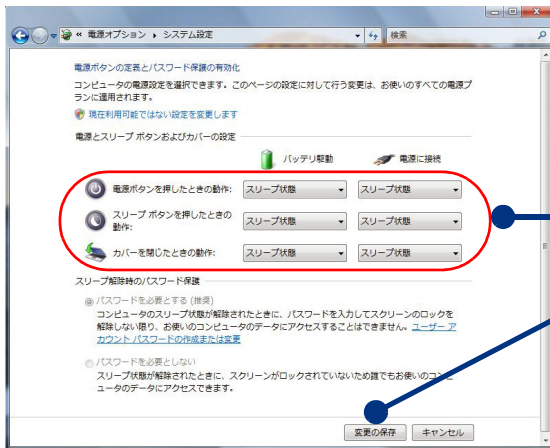 « 電源オプション ▸ システム設定
検索
電源ボタンの定義とパスワード保護の有効化
コンピュータの電源設定を選択できます。このページの設定に対して行う変更は、お使いのすべての電源プ
ランに適用されます。
現在利用可能ではない設定を変更します
電源とスリープ ボタンおよびカバーの設定
バッテリ駆動 電源に接続
電源ボタンを押したときの動作: スリープ状態 スリープ状態
スリープ ボタンを押したときの
動作: スリープ状態 スリープ状態
カバーを閉じたときの動作: スリープ状態 スリープ状態
スリープ解除時のパスワード保護
パスワードを必要とする (推奨)
コンピュータのスリープ状態が解除されたときに、パスワードを入力してスクリーンのロックを
解除しない限り、お使いのコンピュータのデータにアクセスすることはできません。ユーザー ア
カウント パスワードの作成または変更
パスワードを必要としない
スリープ状態が解除されたときに、スクリーンがロックされていないため誰でもお使いのコンピ
ュータのデータにアクセスできます。
変更の保存 キャンセル